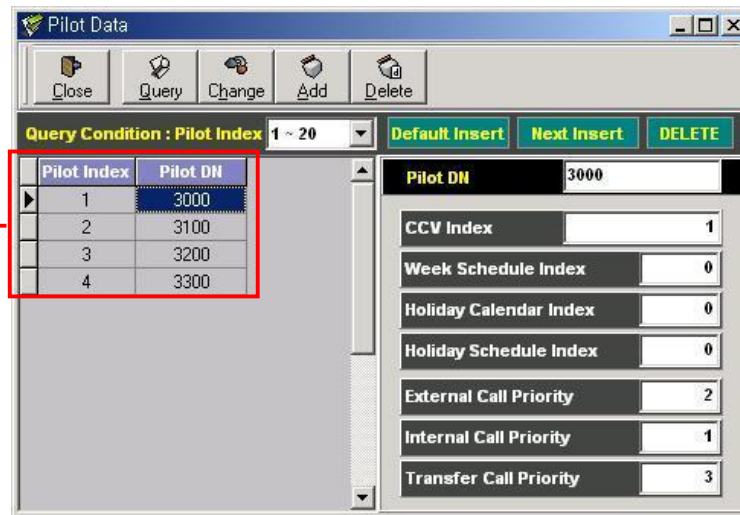 Pilot Data
Close Query Change Add Delete
Query Condition : Pilot Index 1 ~ 20 Default Insert Next Insert DELETE
Pilot Index Pilot DN
1 3000
2 3100
3 3200
4 3300
Pilot DN 3000
CCV Index 1
Week Schedule Index 0
Holiday Calendar Index 0
Holiday Schedule Index 0
External Call Priority 2
Internal Call Priority 1
Transfer Call Priority 3